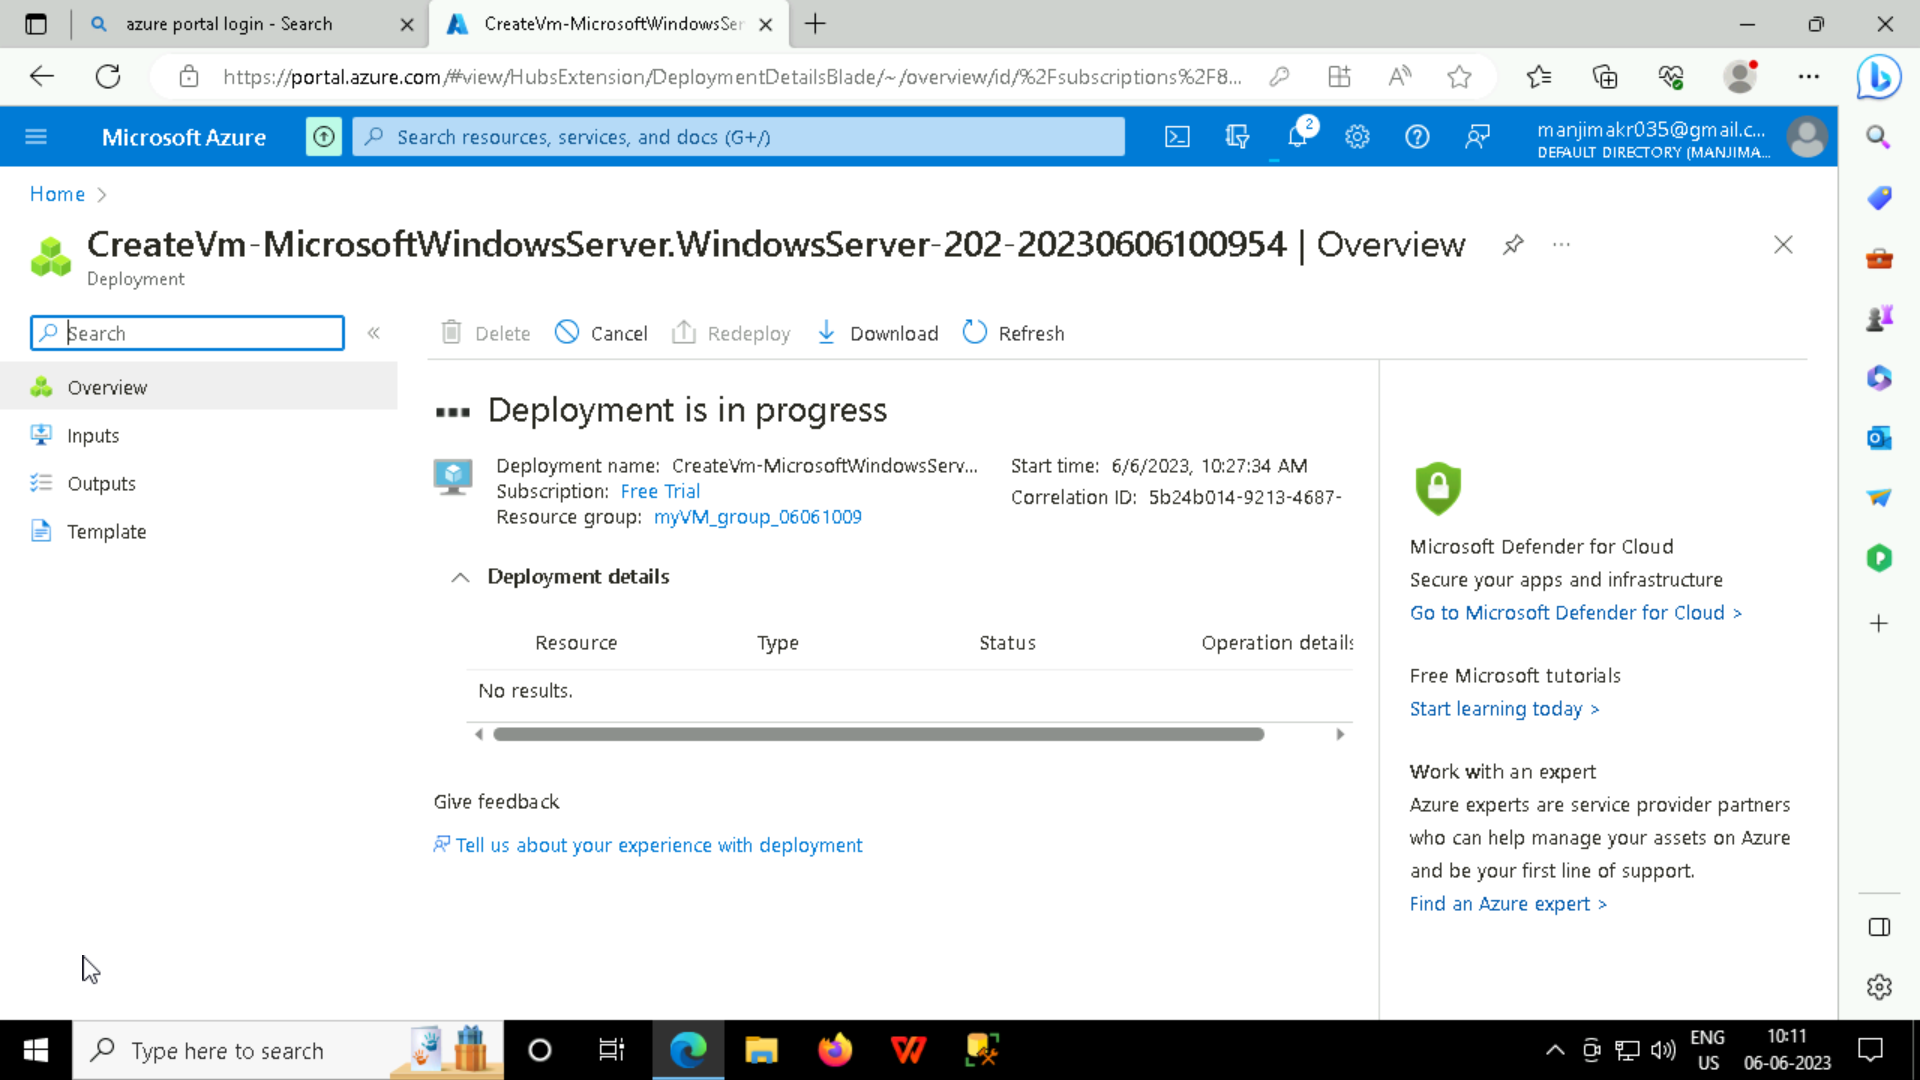 azure portal login - Search
CreateVm-MicrosoftWindowsSer
https://portal.azure.com/#view/HubsExtension/DeploymentDetailsBlade/~/overview/id/%2Fsubscriptions%2F8...
Microsoft Azure
Search resources, services, and docs (G+/)
2
manjimakr035@gmail.c...
DEFAULT DIRECTORY (MANJIMA...
Home
CreateVm-MicrosoftWindowsServer.WindowsServer-202-20230606100954 | Overview
Deployment
Search
Delete
Cancel
Redeploy
Download
Refresh
Overview
Inputs
Outputs
Template
Deployment is in progress
Deployment name: CreateVm-MicrosoftWindowsServ...
Subscription: Free Trial
Resource group: myVM_group_06061009
Start time: 6/6/2023, 10:27:34 AM
Correlation ID: 5b24b014-9213-4687-
Deployment details
Resource Type Status Operation details
No results.
Give feedback
Tell us about your experience with deployment
Microsoft Defender for Cloud
Secure your apps and infrastructure
Go to Microsoft Defender for Cloud >
Free Microsoft tutorials
Start learning today >
Work with an expert
Azure experts are service provider partners
who can help manage your assets on Azure
and be your first line of support.
Find an Azure expert >
Type here to search
ENG
US
10:11
06-06-2023